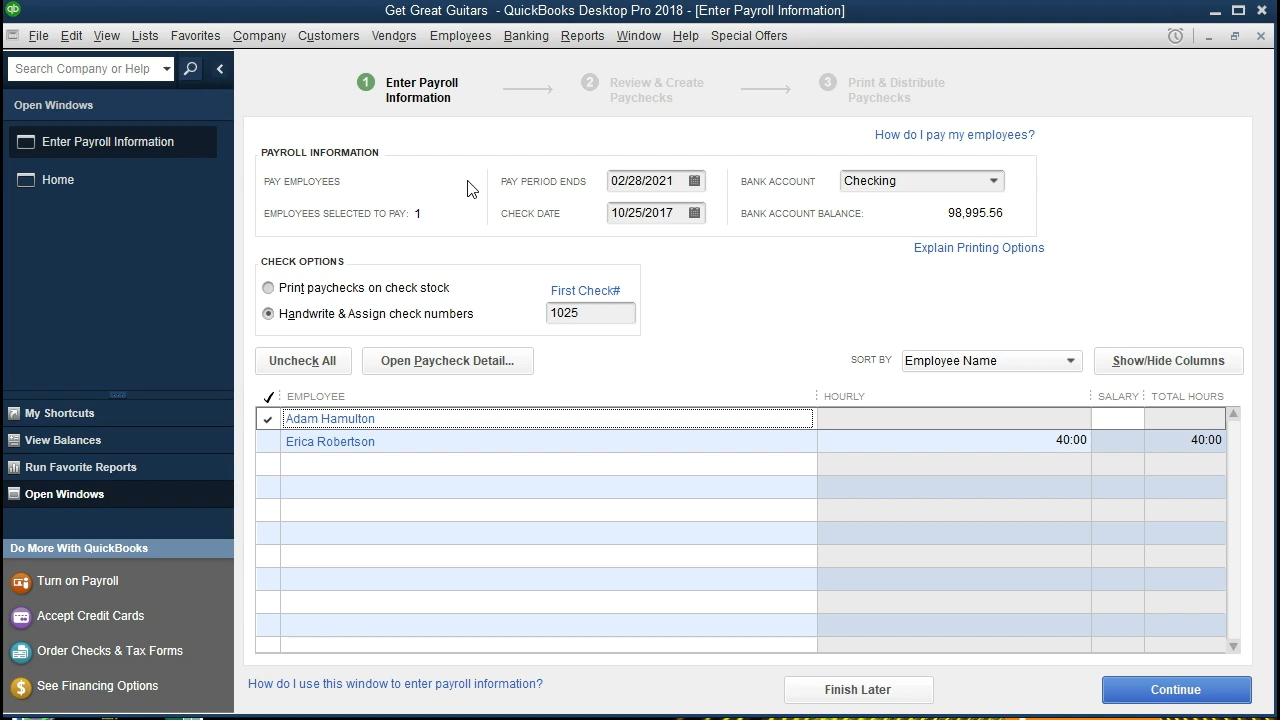 qb
Get Great Guitars - QuickBooks Desktop Pro 2018 - [Enter Payroll Information]
File Edit View Lists Favorites Company Customers Vendors Employees Banking Reports Window Help Special Offers
Search Company or Help
Open Windows
Enter Payroll Information
Home
My Shortcuts
View Balances
Run Favorite Reports
Open Windows
Do More With QuickBooks
Turn on Payroll
Accept Credit Cards
Order Checks & Tax Forms
$ See Financing Options
1 Enter Payroll Information
2 Review & Create Paychecks
3 Print & Distribute Paychecks
How do I pay my employees?
PAYROLL INFORMATION
PAY EMPLOYEES
EMPLOYEES SELECTED TO PAY: 1
PAY PERIOD ENDS 02/28/2021
CHECK DATE 10/25/2017
BANK ACCOUNT Checking
BANK ACCOUNT BALANCE: 98,995.56
Explain Printing Options
CHECK OPTIONS
Print paychecks on check stock
Handwrite & Assign check numbers
First Check#
1025
Uncheck All Open Paycheck Detail... SORT BY Employee Name Show/Hide Columns
EMPLOYEE HOURLY SALARY TOTAL HOURS
Adam Hamulton
Erica Robertson 40:00 40:00
How do I use this window to enter payroll information? Finish Later Continue